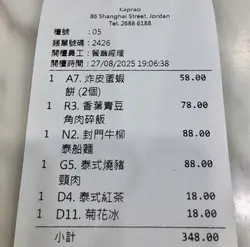 Kaprao
86 Shanghai Street, Jordan
Tel. 2688 6188
檯號 : 05
賬單號碼 : 2426
開檯員工 : 餐廳經理
開檯時間 : 27/08/2025 19:06:38
1 A7. 炸皮蛋蝦餅 (2個) 58.00
1 R3. 香葉青豆角肉碎飯 78.00
1 N2. 封門牛柳泰船麵 88.00
1 G5. 泰式燒豬頸肉 88.00
1 D4. 泰式紅茶 18.00
1 D11. 菊花冰 18.00
小計 348.00